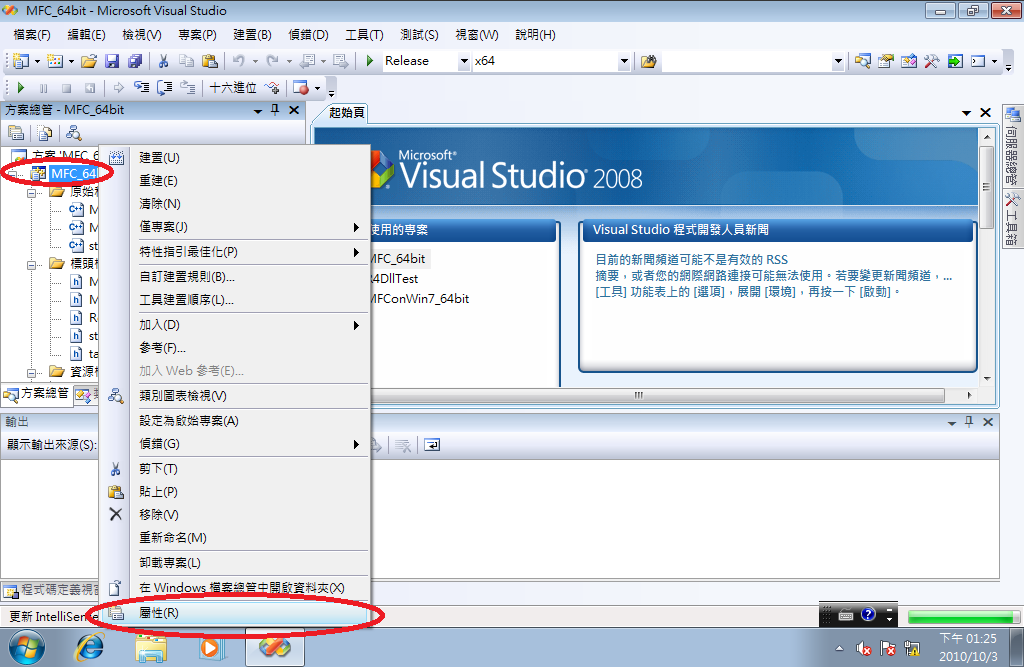 MFC_64bit - Microsoft Visual Studio
檔案(F) 編輯(E) 檢視(V) 專案(P) 建置(B) 偵錯(D) 工具(T) 測試(S) 視窗(W) 說明(H)
Release x64
十六進位
方案總管 - MFC_64bit
起始頁
方案 'MFC_6
MFC_64
原始
M
M
st
標頭
M
M
R
st
ta
資源
方案總管
建置(U)
重建(E)
清除(N)
僅專案(J)
特性指引最佳化(P)
自訂建置規則(B)...
工具建置順序(L)...
加入(D)
參考(F)...
加入 Web 參考(E)...
類別圖表檢視(V)
設定為啟始專案(A)
偵錯(G)
剪下(T)
貼上(P)
移除(V)
重新命名(M)
卸載專案(L)
在 Windows 檔案總管中開啟資料夾(X)
屬性(R)
Microsoft®
Visual Studio® 2008
使用的專案
MFC_64bit
R4DllTest
MFConWin7_64bit
Visual Studio 程式開發人員新聞
目前的新聞頻道可能不是有效的 RSS
摘要，或者您的網際網路連接可能無法使用。若要變更新聞頻道，...
[工具] 功能表上的 [選項]，展開 [環境]，再按一下 [啟動]。
伺服器總管
工具箱
輸出
顯示輸出來源(S):
程式碼定義視窗
更新 IntelliSense
下午 01:25
2010/10/3